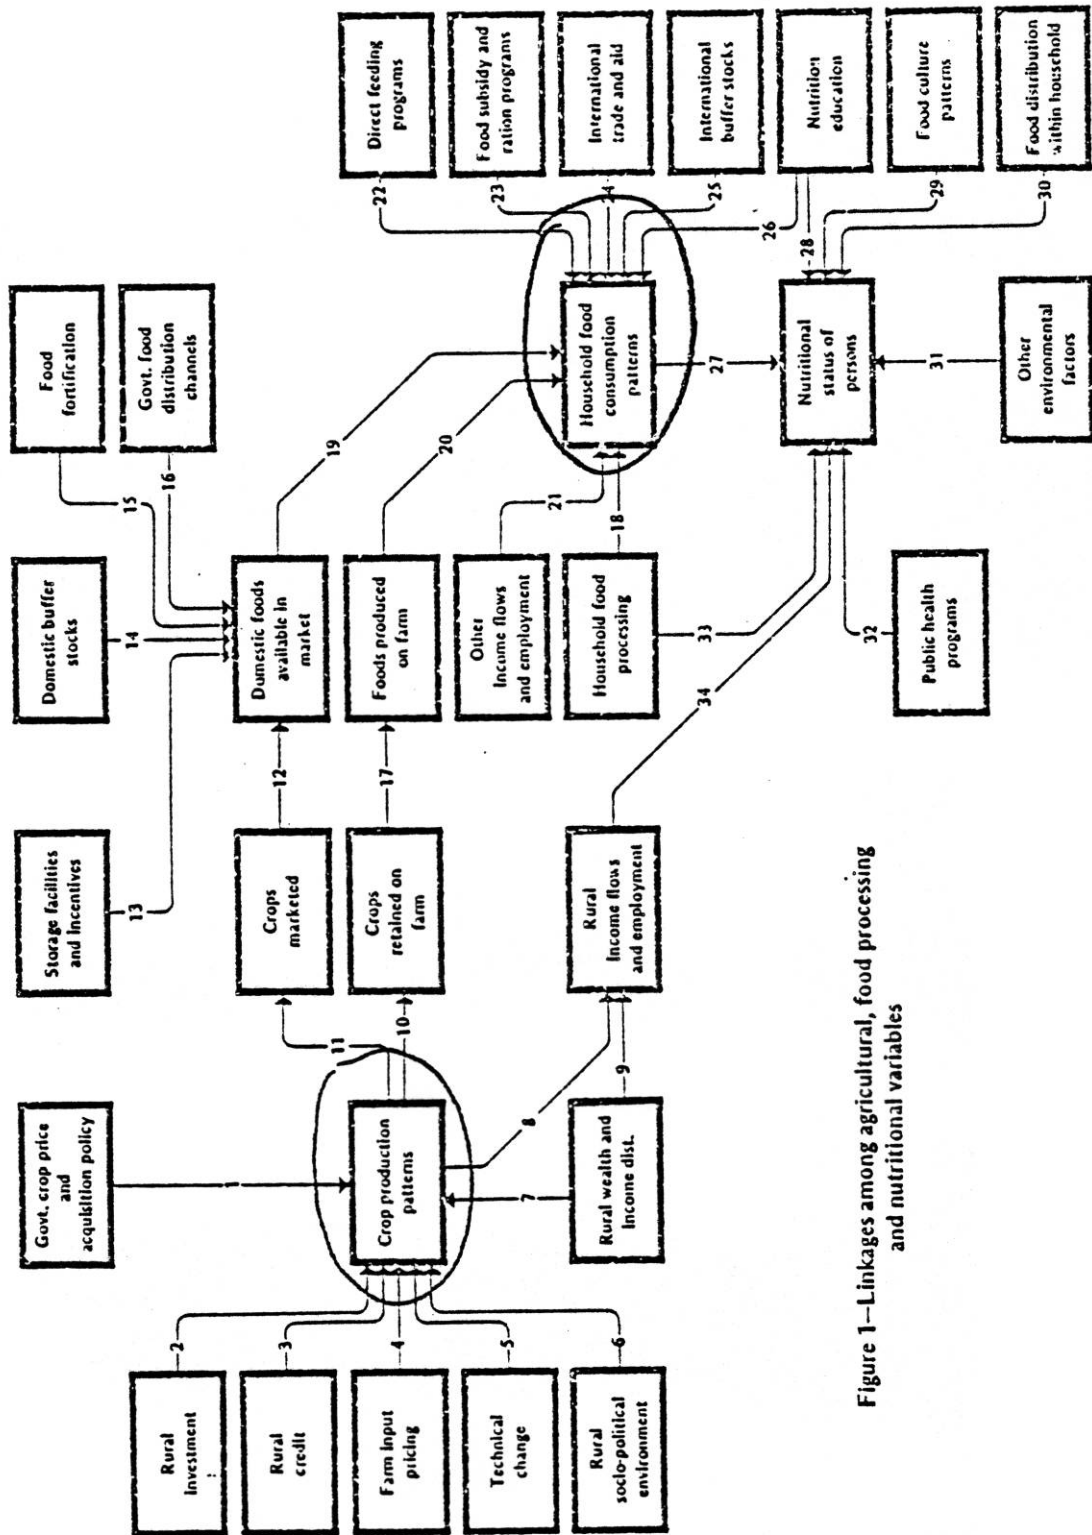 Food
fortification
Govt. food
distribution
channels
Domestic buffer
stocks
Storage facilities
and Incentives
Govt. crop price
and
acquisition policy
15
16
14
13
1
Direct feeding
programs
22
Food subsidy and
ration programs
23
International
trade and aid
24
International
buffer stocks
25
Nutrition
education
26
28
Food culture
patterns
29
Food distribution
within household
30
Domestic foods
available in
market
19
Foods produced
on farm
20
Other
Income flows
and employment
21
Household food
processing
18
33
Household food
consumption
patterns
27
Nutritional
status of
persons
31
Other
environmental
factors
Crops
marketed
12
Crops
retained on
farm
17
11
10
Rural
Income flows
and employment
34
32
Public health
programs
Crop production
patterns
8
7
9
Rural wealth and
Income dist.
Rural
Investment
2
Rural
credit
3
Farm input
pricing
4
Technical
change
5
Rural
socio-political
environment
6
Figure 1—Linkages among agricultural, food processing
and nutritional variables